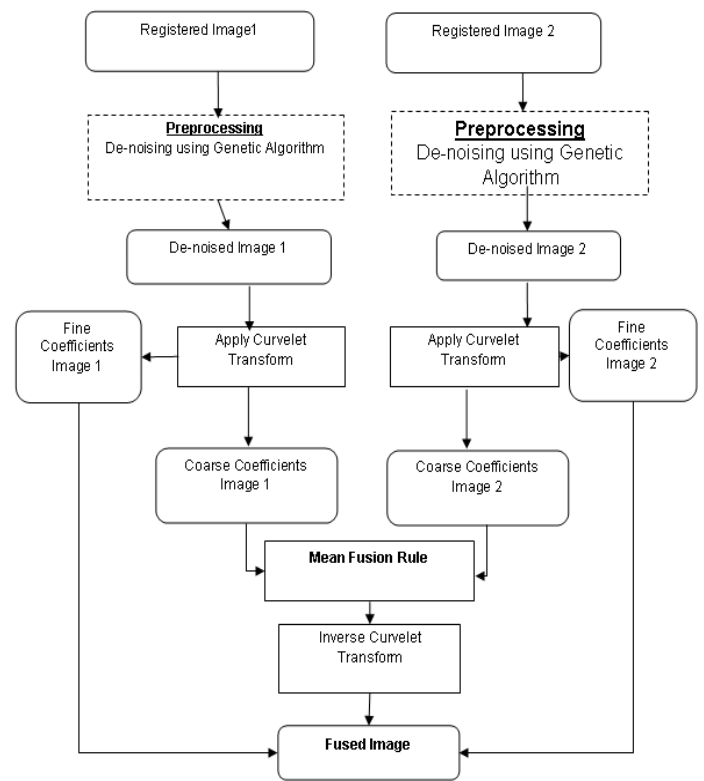 Registered Image1
Registered Image 2
Preprocessing
De-noising using Genetic Algorithm
Preprocessing
De-noising using Genetic
Algorithm
De-noised Image 1
De-noised Image 2
Fine
Coefficients
Image 1
Apply Curvelet
Transform
Apply Curvelet
Transform
Fine
Coefficients
Image 2
Coarse Coefficients
Image 1
Coarse Coefficients
Image 2
Mean Fusion Rule
Inverse Curvelet
Transform
Fused Image